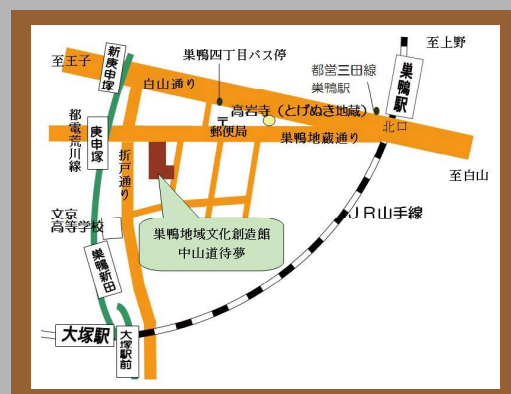 至王子
新庚申塚
巣鴨四丁目バス停
至上野
白山通り
都営三田線
巣鴨駅
巣鴨駅
高岩寺（とげぬき地蔵）
北口
都電荒川線
庚申塚
〒
郵便局
巣鴨地蔵通り
折戸通り
至白山
文京
高等学校
巣鴨地域文化創造館
中山道待夢
JR山手線
巣鴨新田
大塚駅
大塚駅前